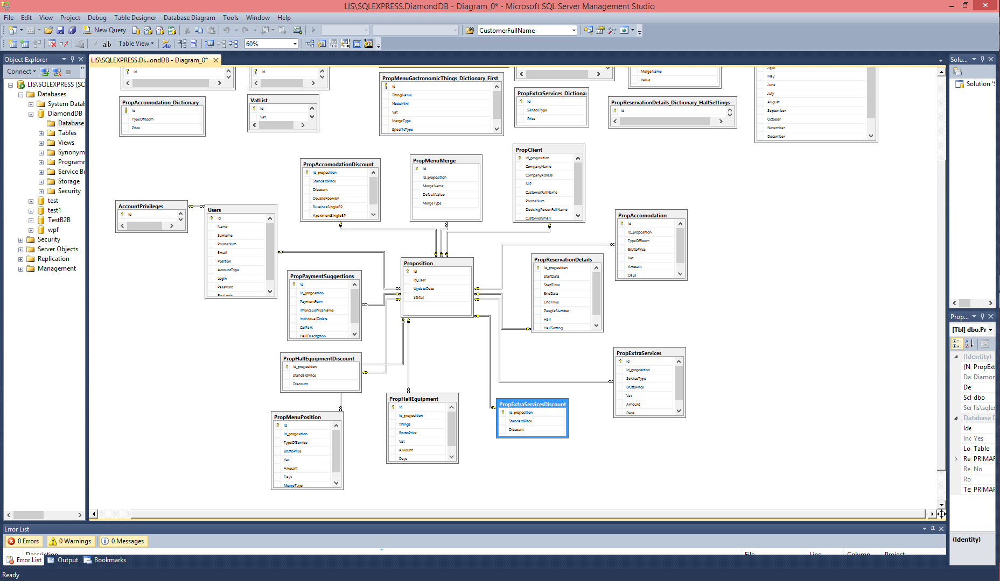 LIS\SQLEXPRESS.DiamondDB - Diagram_0* - Microsoft SQL Server Management Studio
File Edit View Project Debug Table Designer Database Diagram Tools Window Help
New Query CustomerFullName
Table View 60%
Object Explorer
Connect
LIS\SQLEXPRESS (SQ
Databases
System Datal
DiamondDB
Database
Tables
Views
Synonym
Programr
Service Br
Storage
Security
test
test1
TestB2B
wpf
Security
Server Objects
Replication
Management
LIS\SQLEXPRESS.Di...ondDB - Diagram_0*
Id
Id
PropMenuGastronomicThings_Dictionary_First
Id
ThingName
NettoMini
Vat
MergeType
SpecificType
MergeName
Value
April
May
June
July
August
September
October
November
December
PropAccomodation_Dictionary
Id
TypeOfRoom
Price
VatList
Id
Vat
PropExtraServices_Dictionar
Id
ServiceType
Price
PropReservationDetails_Dictionary_HallSettings
Id
PropAccomodationDiscount
Id_proposition
StandardPrice
Discount
DoubleRoomEP
BussinesSingleEP
ApartmentSingleEP
PropMenuMerge
Id
Id_proposition
MergeName
DefaultValue
MergeType
PropClient
Id_proposition
CompanyName
CompanyAdress
NIP
CustomerFullName
PhoneNum
DecisingPersonFullName
CustomerEmail
AccountPrivileges
Id
Users
Id
Name
Surname
PhoneNum
Email
Position
AccountType
Login
Password
FirstLogin
PropAccomodation
Id
Id_proposition
TypeOfRoom
BruttoPrice
Vat
Amount
Days
Proposition
Id
Id_user
UpdateDate
Status
PropReservationDetails
Id_proposition
StartData
StartTime
EndData
EndTime
PeopleNumber
Hall
HallSetting
PropPaymentSuggestions
Id
Id_proposition
PaymentForm
InvoiceServiceName
IndividualOrders
CarPark
HallDescription
PropHallEquipmentDiscount
Id_proposition
StandardPrice
Discount
PropExtraServices
Id
Id_proposition
ServiceType
BruttoPrice
Vat
Amount
Days
PropMenuPosition
Id
Id_proposition
TypeOfService
BruttoPrice
Vat
Amount
Days
MergeType
PropHallEquipment
Id
Id_proposition
Things
BruttoPrice
Vat
Amount
Days
PropExtraServicesDiscount
Id_proposition
StandardPrice
Discount
Solu...
Solution 'S
Prop...
[Tbl] dbo.Pr
(Identity)
(N PropExt
Da Diamon
De
Scl dbo
Sei lis\sqlex
Database D
Ide
Inc Yes
Lo Table
Re PRIMAR
Re No
Ro
Te: PRIMAR
(Identity)
Error List
0 Errors 0 Warnings 0 Messages
Description File Line Column Project
Error List Output Bookmarks
Ready